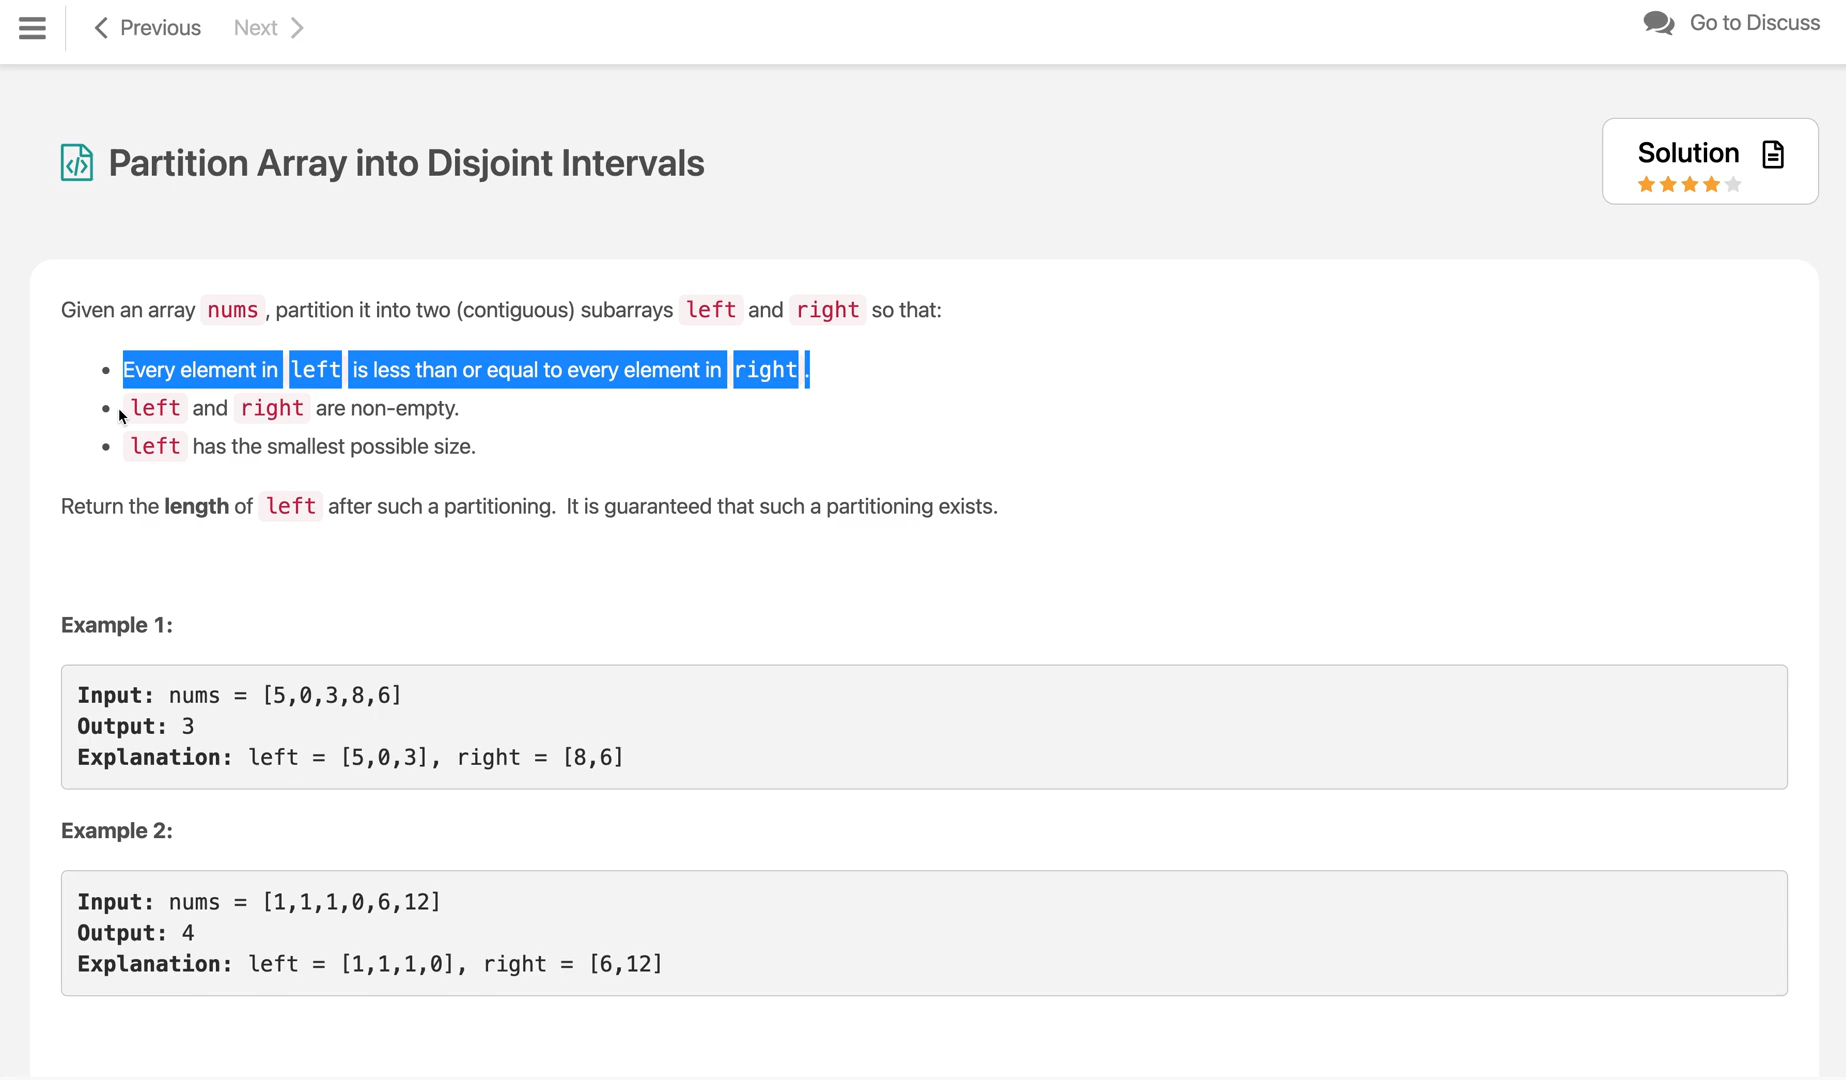 Previous Next Go to Discuss
Partition Array into Disjoint Intervals
Solution
Given an array nums, partition it into two (contiguous) subarrays left and right so that:
• Every element in left is less than or equal to every element in right.
• left and right are non-empty.
• left has the smallest possible size.
Return the length of left after such a partitioning. It is guaranteed that such a partitioning exists.
Example 1:
Input: nums = [5,0,3,8,6]
Output: 3
Explanation: left = [5,0,3], right = [8,6]
Example 2:
Input: nums = [1,1,1,0,6,12]
Output: 4
Explanation: left = [1,1,1,0], right = [6,12]